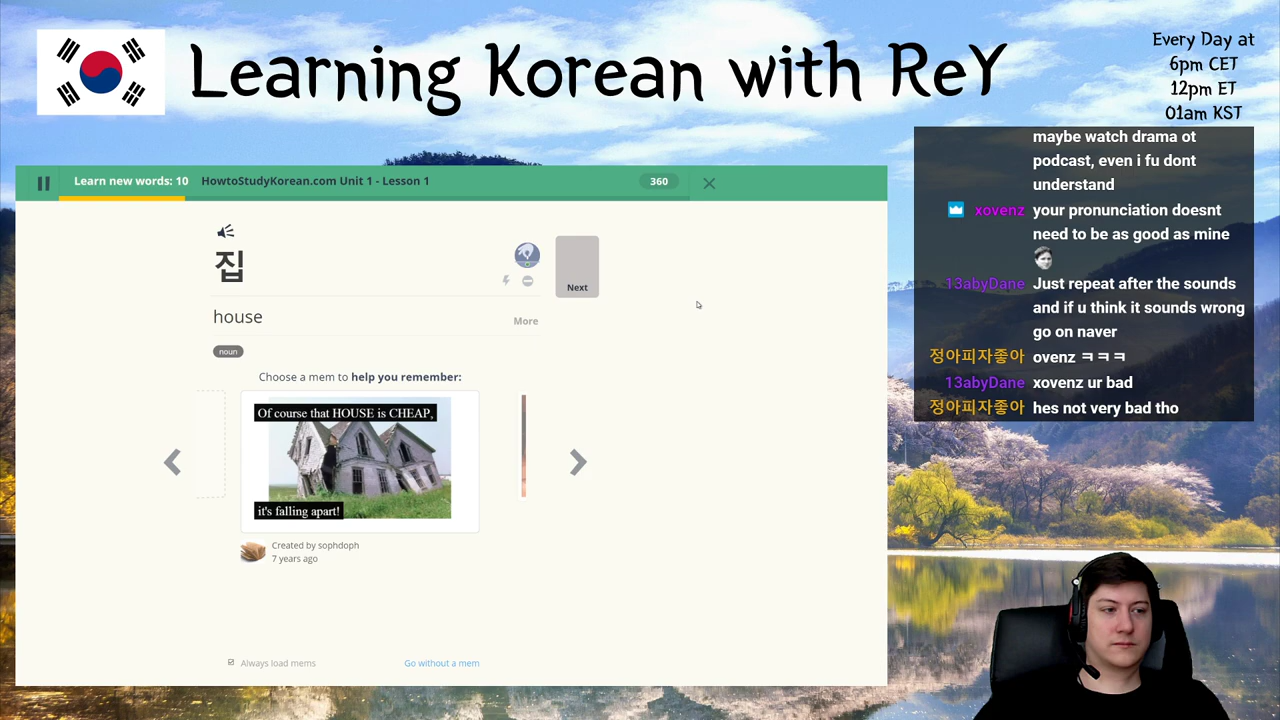 Learning Korean with ReY
Every Day at
6pm CET
12pm ET
01am KST
Learn new words: 10 HowtoStudyKorean.com Unit 1 - Lesson 1 360
집
Next
house
More
noun
Choose a mem to help you remember:
Of course that HOUSE is CHEAP,
it's falling apart!
Created by sophdoph
7 years ago
Always load mems
Go without a mem
maybe watch drama ot
podcast, even i fu dont
understand
xovenz your pronunciation doesnt
need to be as good as mine
13abyDane Just repeat after the sounds
and if u think it sounds wrong
go on naver
정아피자좋아 ovenz ㅋㅋㅋ
13abyDane xovenz ur bad
정아피자좋아 hes not very bad tho